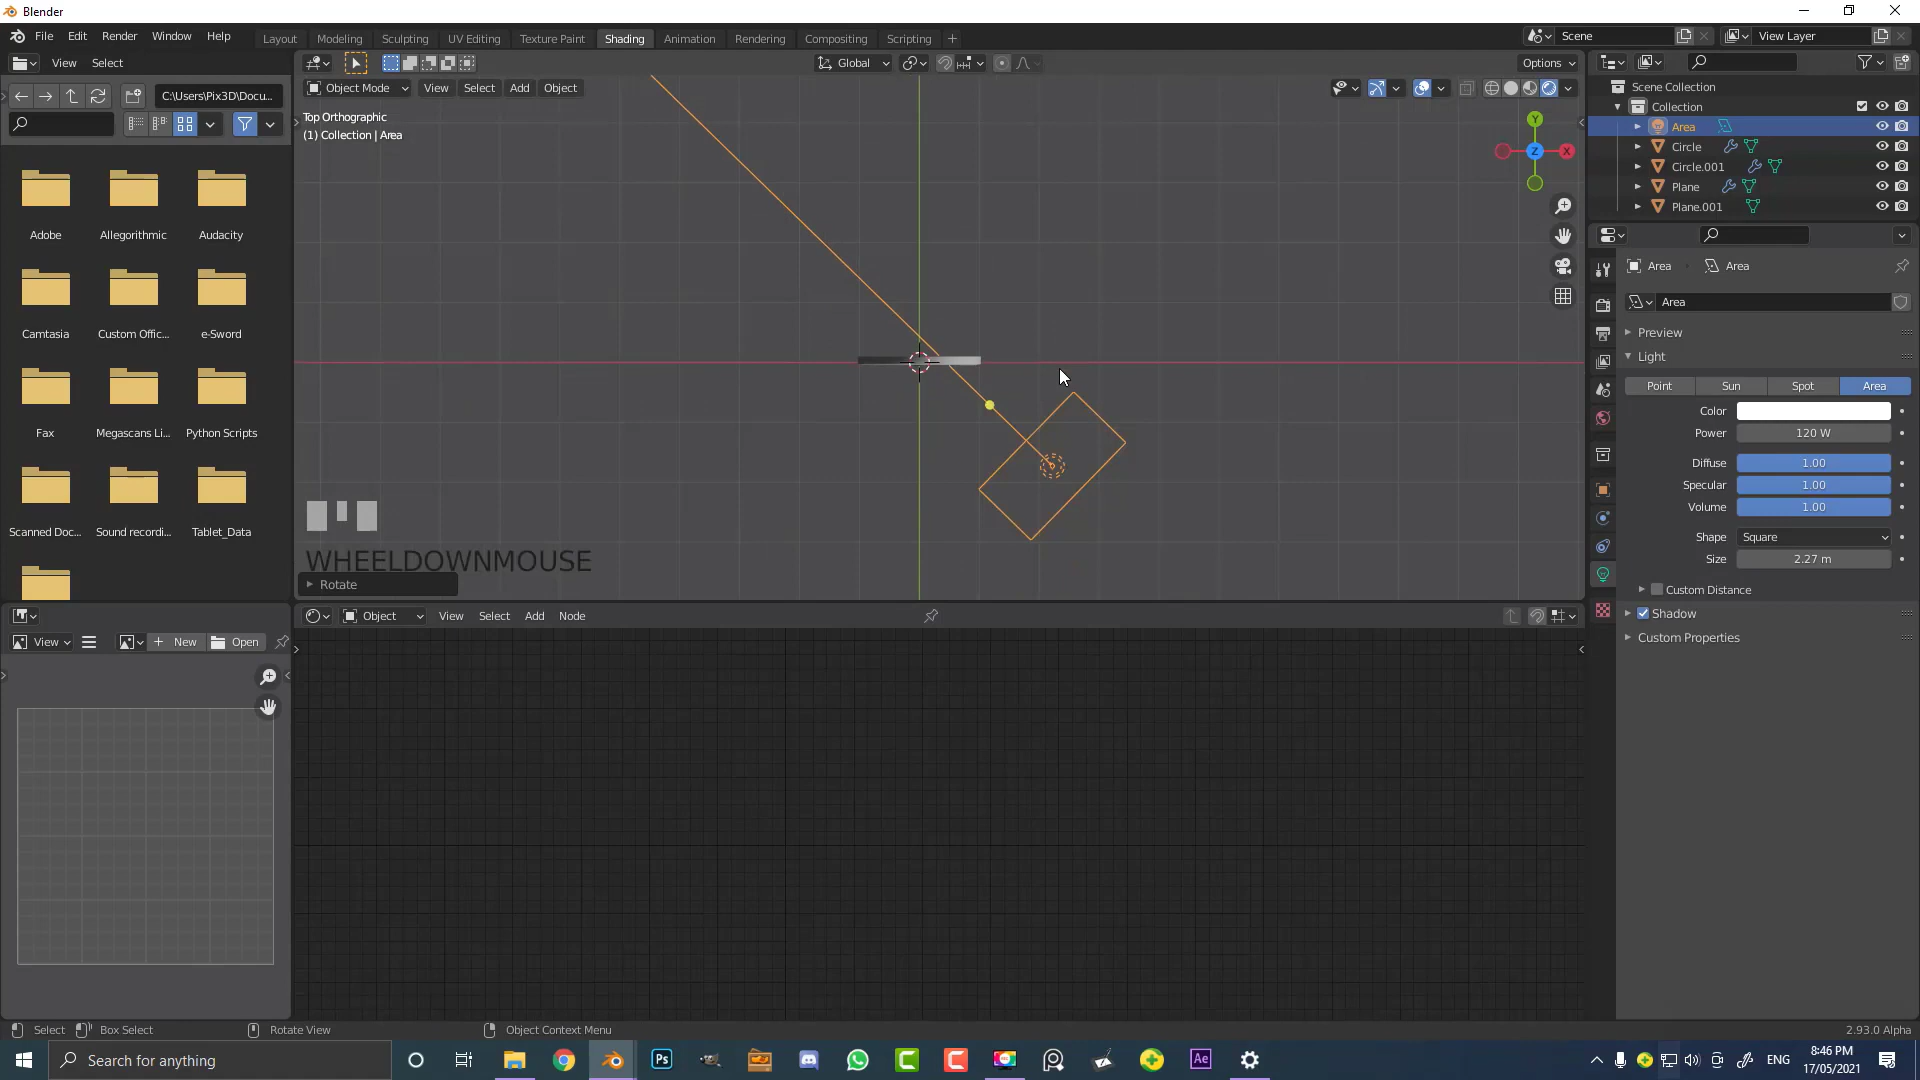 Blender
File Edit Render Window Help
Layout Modeling Sculpting UV Editing Texture Paint Shading Animation Rendering Compositing Scripting
Scene
View Layer
View Select
Global
Options
C:\Users\Pix3D\Docu...
Object Mode View Select Add Object
Top Orthographic
(1) Collection | Area
Y
Z
X
Scene Collection
Collection
Area
Circle
Circle.001
Plane
Plane.001
Adobe Allegorithmic Audacity
Camtasia Custom Offic... e-Sword
Fax Megascans Li... Python Scripts
Scanned Doc... Sound recordi... Tablet_Data
Area Area
Area
Preview
Light
Point Sun Spot Area
Color
Power 120 W
Diffuse 1.00
Specular 1.00
Volume 1.00
Shape Square
Size 2.27 m
Custom Distance
Shadow
Custom Properties
WHEELDOWNMOUSE
Rotate
Object View Select Add Node
View New Open
Select Box Select Rotate View Object Context Menu
2.93.0 Alpha
Search for anything
Ps
Ae
ENG
8:46 PM
17/05/2021